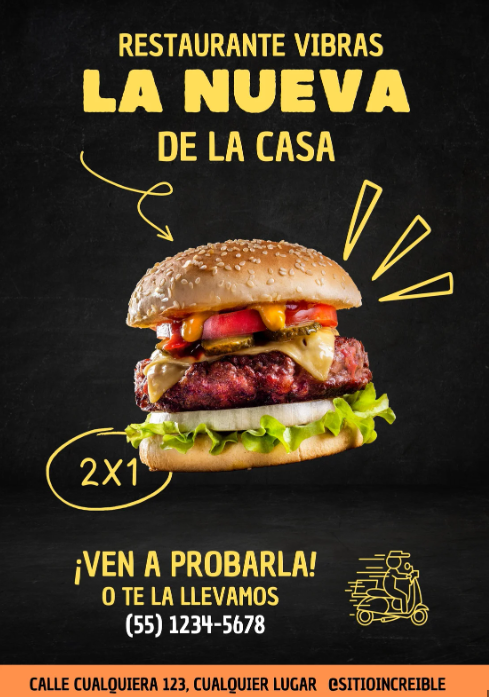 RESTAURANTE VIBRAS
LA NUEVA
DE LA CASA
2X1
¡VEN A PROBARLA!
O TE LA LLEVAMOS
(55) 1234-5678
CALLE CUALQUIERA 123, CUALQUIER LUGAR @SITIOINCREIBLE